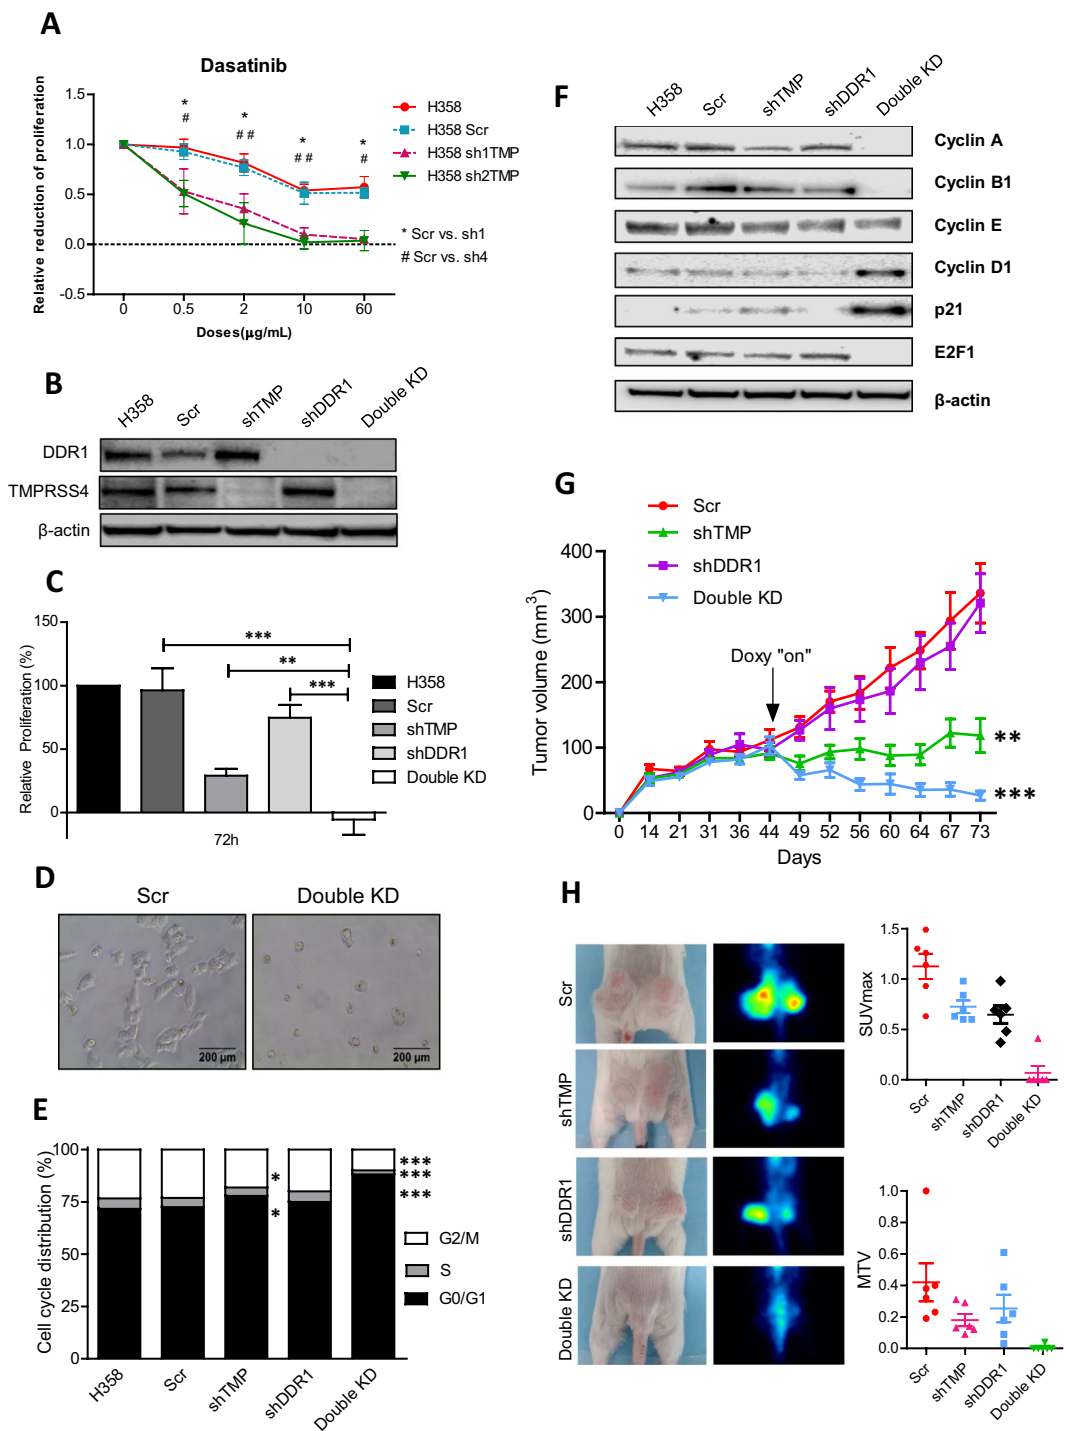 A
Dasatinib
Relative reduction of proliferation
1.5
1.0
0.5
0.0
-0.5
*
#
*
# #
*
# #
*
#
0
0.5
2
10
60
Doses(µg/mL)
H358
H358 Scr
H358 sh1TMP
H358 sh2TMP
* Scr vs. sh1
# Scr vs. sh4
B
H358
Scr
shTMP
shDDR1
Double KD
DDR1
TMPRSS4
β-actin
C
Relative Proliferation (%)
150
100
50
0
***
**
***
72h
H358
Scr
shTMP
shDDR1
Double KD
D
Scr
Double KD
200 µm
200 µm
E
Cell cycle distribution (%)
100
75
50
25
0
*
*
***
***
***
G2/M
S
G0/G1
H358
Scr
shTMP
shDDR1
Double KD
F
H358
Scr
shTMP
shDDR1
Double KD
Cyclin A
Cyclin B1
Cyclin E
Cyclin D1
p21
E2F1
β-actin
G
Scr
shTMP
shDDR1
Double KD
Tumor volume (mm³)
400
300
200
100
0
Doxy "on"
**
***
0
14
21
31
36
44
49
52
56
60
64
67
73
Days
H
Scr
shTMP
shDDR1
Double KD
SUVmax
1.5
1.0
0.5
0.0
Scr
shTMP
shDDR1
Double KD
MTV
1.0
0.8
0.6
0.4
0.2
0.0
Scr
shTMP
shDDR1
Double KD